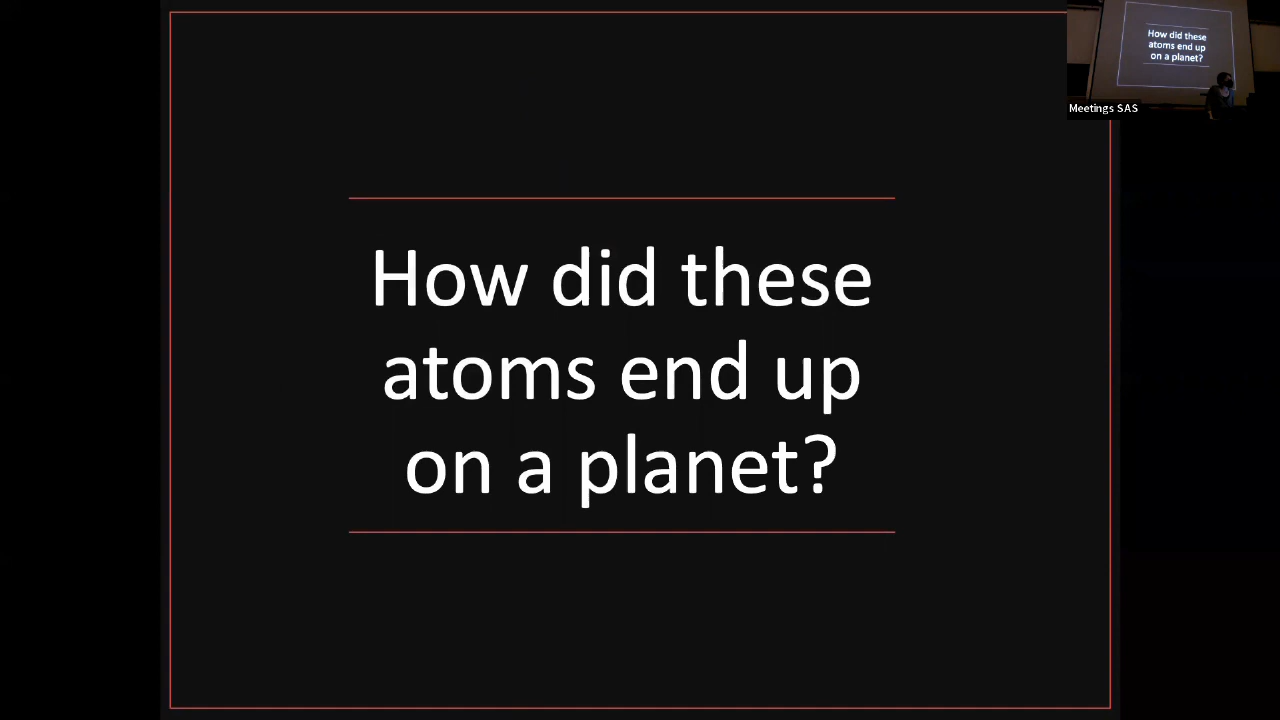 How did these
atoms end up
on a planet?
How did these
atoms end up
on a planet?
Meetings SAS